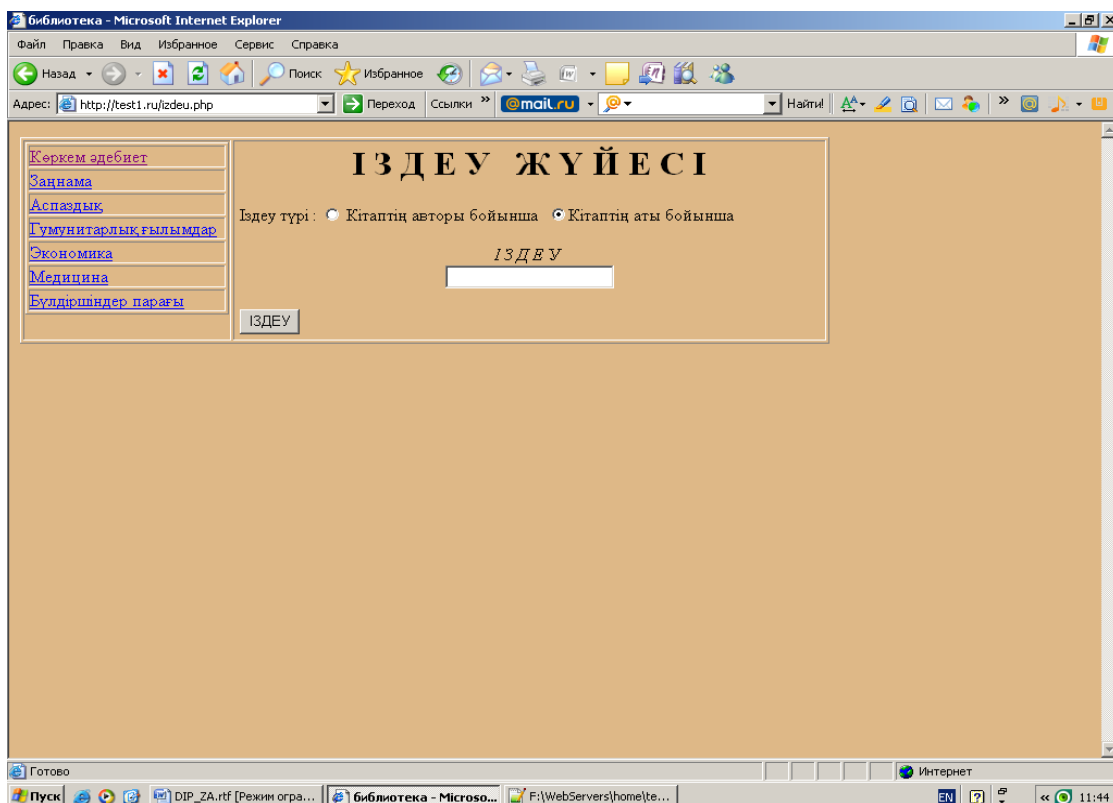 библиотека - Microsoft Internet Explorer
Файл Правка Вид Избранное Сервис Справка
Назад Поиск Избранное
Адрес: http://test1.ru/izdeu.php Переход Ссылки » @mail.ru Найти! »
Көркем әдебиет
Заңнама
Аспаздық
Гумунитарлық ғылымдар
Экономика
Медицина
Бүлдіршіндер парағы
І З Д Е У Ж Ү Й Е С І
Іздеу түрі : Кітаптің авторы бойынша Кітаптің аты бойынша
І З Д Е У
ІЗДЕУ
Готово Интернет
Пуск DIP_ZA.rtf [Режим огра... библиотека - Microso... F:\WebServers\home\te... EN « 11:44